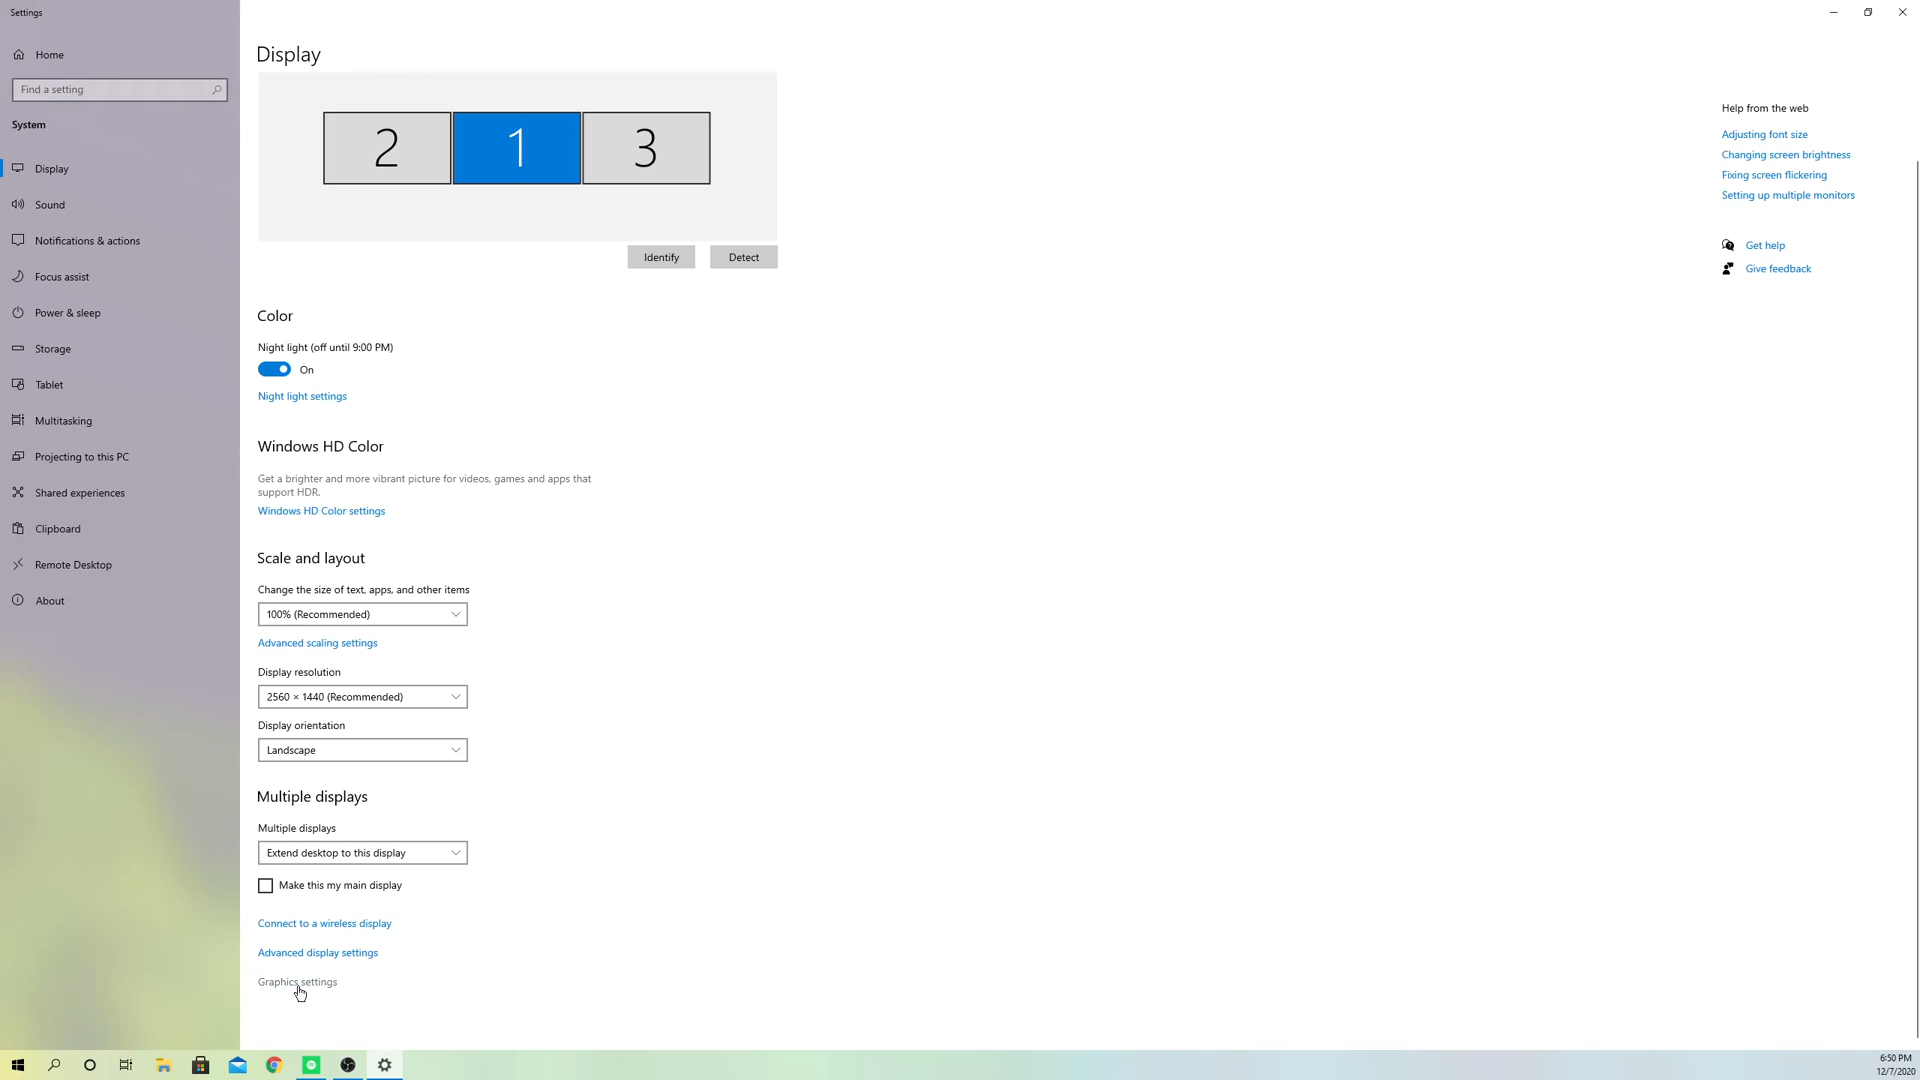 Settings
Home
Find a setting
System
Display
Sound
Notifications & actions
Focus assist
Power & sleep
Storage
Tablet
Multitasking
Projecting to this PC
Shared experiences
Clipboard
Remote Desktop
About
Display
2
1
3
Identify
Detect
Color
Night light (off until 9:00 PM)
On
Night light settings
Windows HD Color
Get a brighter and more vibrant picture for videos, games and apps that
support HDR.
Windows HD Color settings
Scale and layout
Change the size of text, apps, and other items
100% (Recommended)
Advanced scaling settings
Display resolution
2560 × 1440 (Recommended)
Display orientation
Landscape
Multiple displays
Multiple displays
Extend desktop to this display
Make this my main display
Connect to a wireless display
Advanced display settings
Graphics settings
Help from the web
Adjusting font size
Changing screen brightness
Fixing screen flickering
Setting up multiple monitors
Get help
Give feedback
6:50 PM
12/7/2020